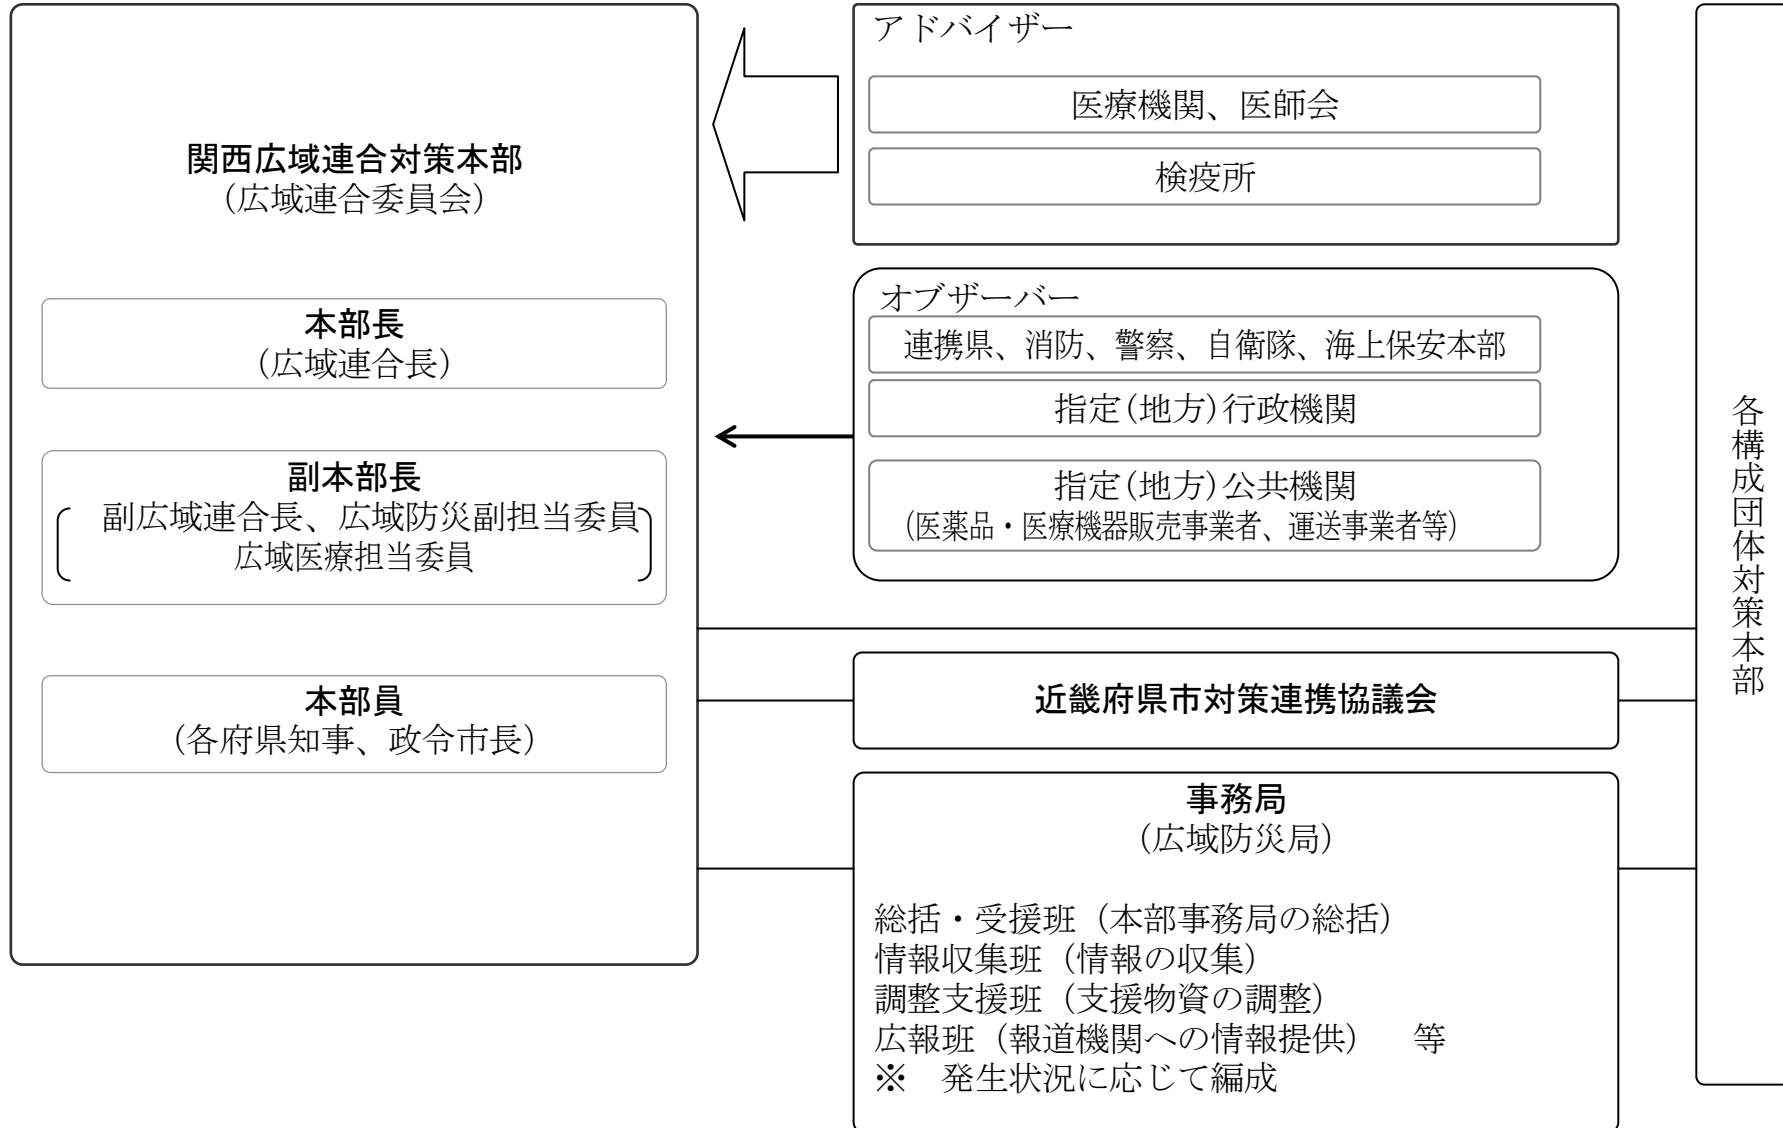 関西広域連合対策本部
(広域連合委員会)
本部長
(広域連合長)
副本部長
副広域連合長、広域防災副担当委員
広域医療担当委員
本部員
(各府県知事、政令市長)
アドバイザー
医療機関、医師会
検疫所
オブザーバー
連携県、消防、警察、自衛隊、海上保安本部
指定(地方)行政機関
指定(地方)公共機関
(医薬品・医療機器販売事業者、運送事業者等)
近畿府県市対策連携協議会
事務局
(広域防災局)
総括・受援班(本部事務局の総括)
情報収集班(情報の収集)
調整支援班(支援物資の調整)
広報班(報道機関への情報提供) 等
※ 発生状況に応じて編成
各構成団体対策本部